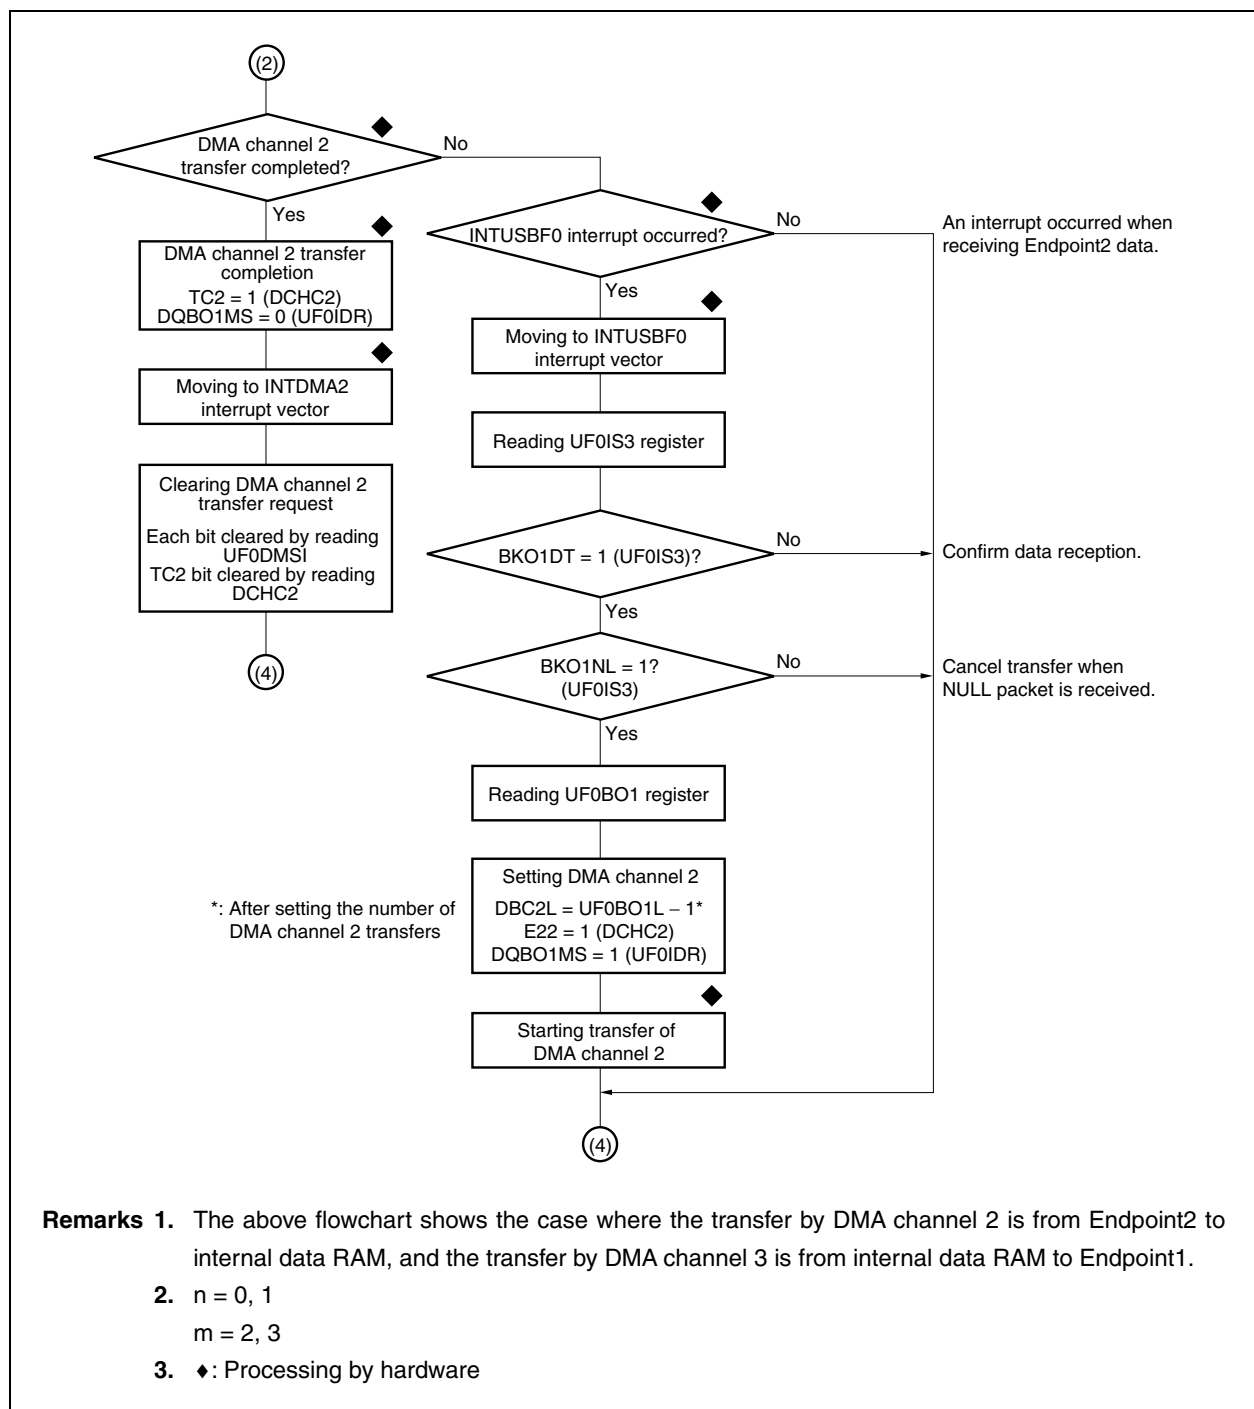 (2)
DMA channel 2
transfer completed?
No
Yes
DMA channel 2 transfer
completion
TC2 = 1 (DCHC2)
DQBO1MS = 0 (UF0IDR)
Moving to INTDMA2
interrupt vector
Clearing DMA channel 2
transfer request
Each bit cleared by reading
UF0DMSI
TC2 bit cleared by reading
DCHC2
(4)
INTUSBF0 interrupt occurred?
No
An interrupt occurred when
receiving Endpoint2 data.
Yes
Moving to INTUSBF0
interrupt vector
Reading UF0IS3 register
BKO1DT = 1 (UF0IS3)?
No
Confirm data reception.
Yes
BKO1NL = 1?
(UF0IS3)
No
Cancel transfer when
NULL packet is received.
Yes
Reading UF0BO1 register
Setting DMA channel 2
DBC2L = UF0BO1L – 1*
E22 = 1 (DCHC2)
DQBO1MS = 1 (UF0IDR)
*: After setting the number of
DMA channel 2 transfers
Starting transfer of
DMA channel 2
(4)
Remarks 1. The above flowchart shows the case where the transfer by DMA channel 2 is from Endpoint2 to
internal data RAM, and the transfer by DMA channel 3 is from internal data RAM to Endpoint1.
2. n = 0, 1
m = 2, 3
3. ♦: Processing by hardware